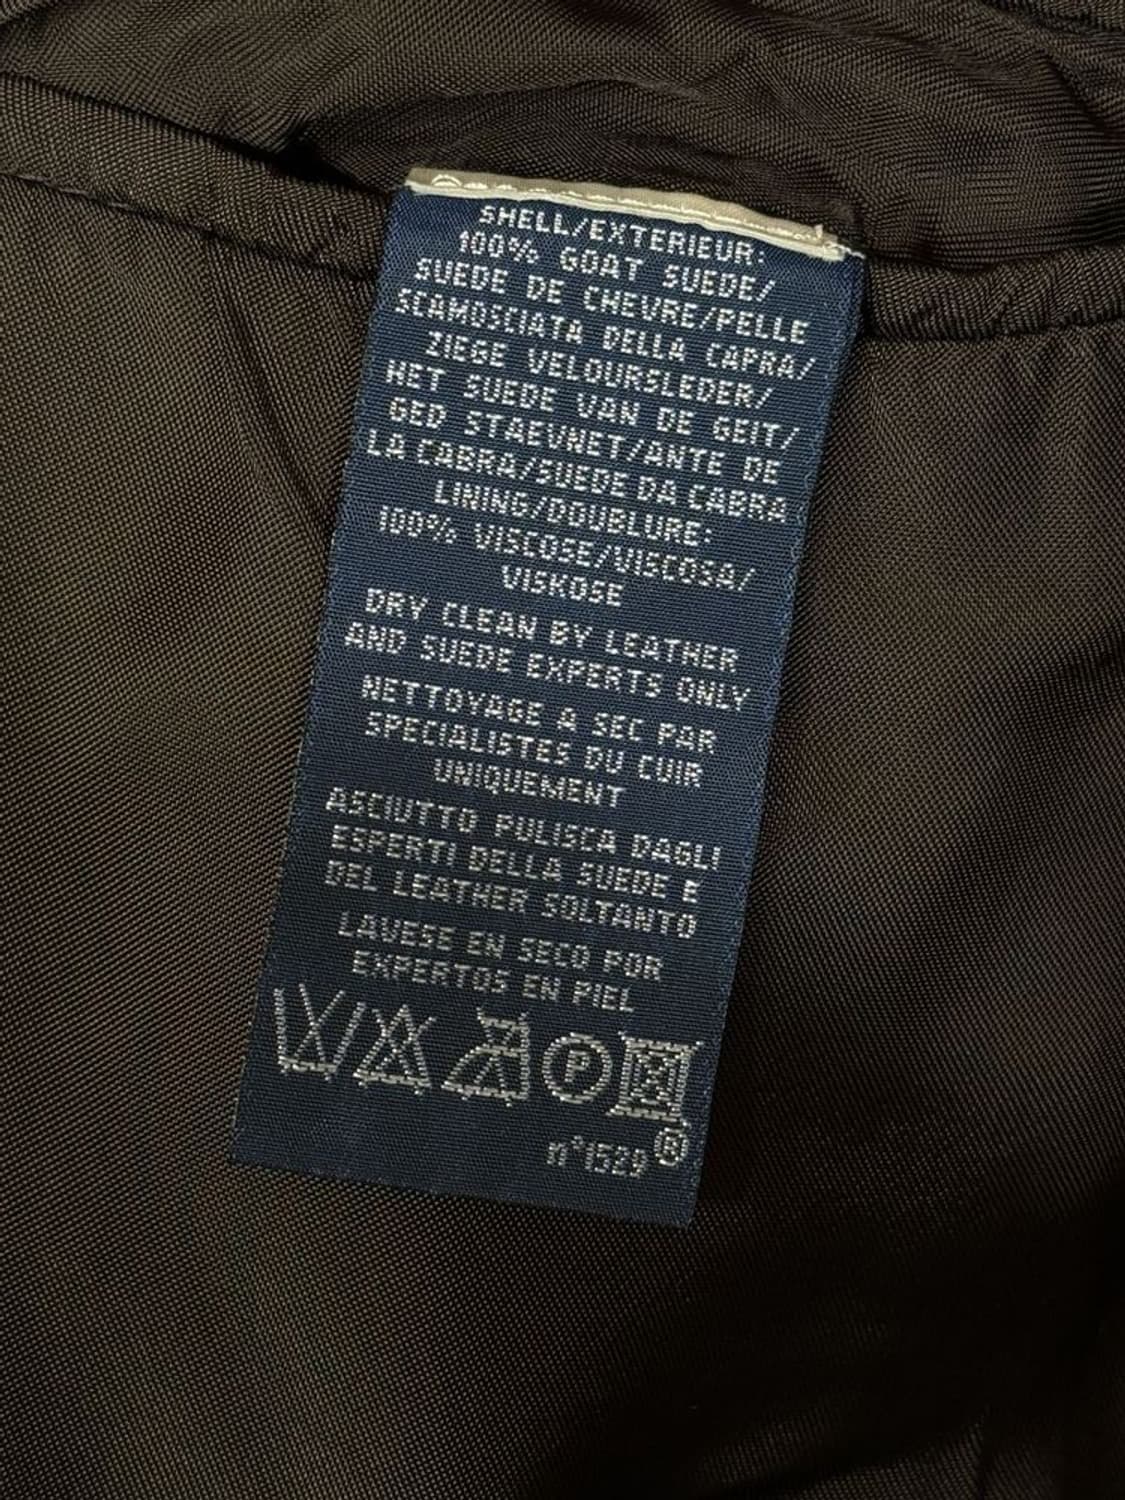 SHELL/EXTERIEUR:
100% GOAT SUEDE/
SUEDE DE CHEVRE/PELLE
SCAMOSCIATA DELLA CAPRA/
ZIEGE VELOURSLEDER/
HET SUEDE VAN DE GEIT/
GED STAEVNET/ANTE DE
LA CABRA/SUEDE DA CABRA
LINING/DOUBLURE:
100% VISCOSE/VISCOSA/
VISKOSE
DRY CLEAN BY LEATHER
AND SUEDE EXPERTS ONLY
NETTOYAGE A SEC PAR
SPECIALISTES DU CUIR
UNIQUEMENT
ASCIUTTO PULISCA DAGLI
ESPERTI DELLA SUEDE E
DEL LEATHER SOLTANTO
LAVESE EN SECO POR
EXPERTOS EN PIEL
P
®
n°1529